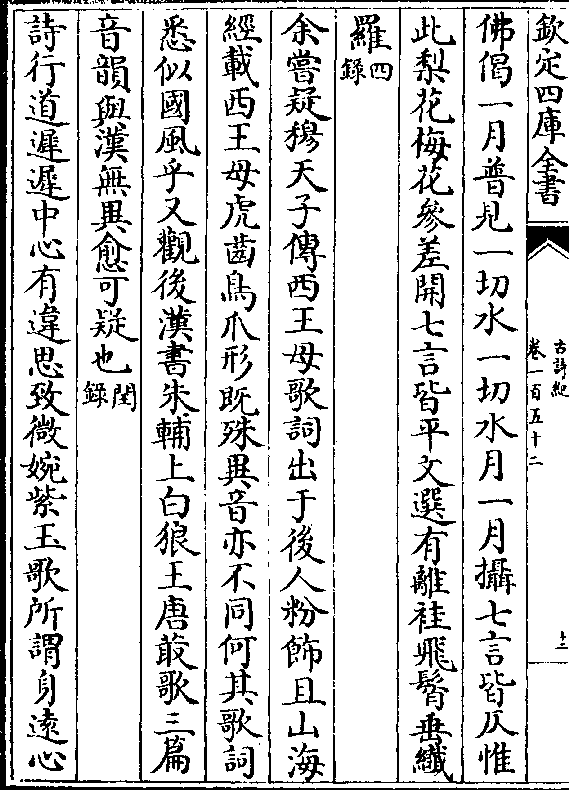 欽定四庫全書
古詩紀
卷一百五十二
十二
佛偈一月普見一切水一切水月一月攝七言皆仄惟
此梨花梅花參差開七言皆平文選有離袿飛髾垂纖
羅四錄
余嘗疑穆天子傳西王母歌詞出于後人粉飾且山海
經載西王母虎齒鳥爪形既殊異音亦不同何其歌詞
悉似國風乎又觀後漢書朱輔上白狼王唐菆歌三篇
音韻與漢無異愈可疑也閏錄
詩行道遲遲中心有違思致微婉紫玉歌所謂身遠心